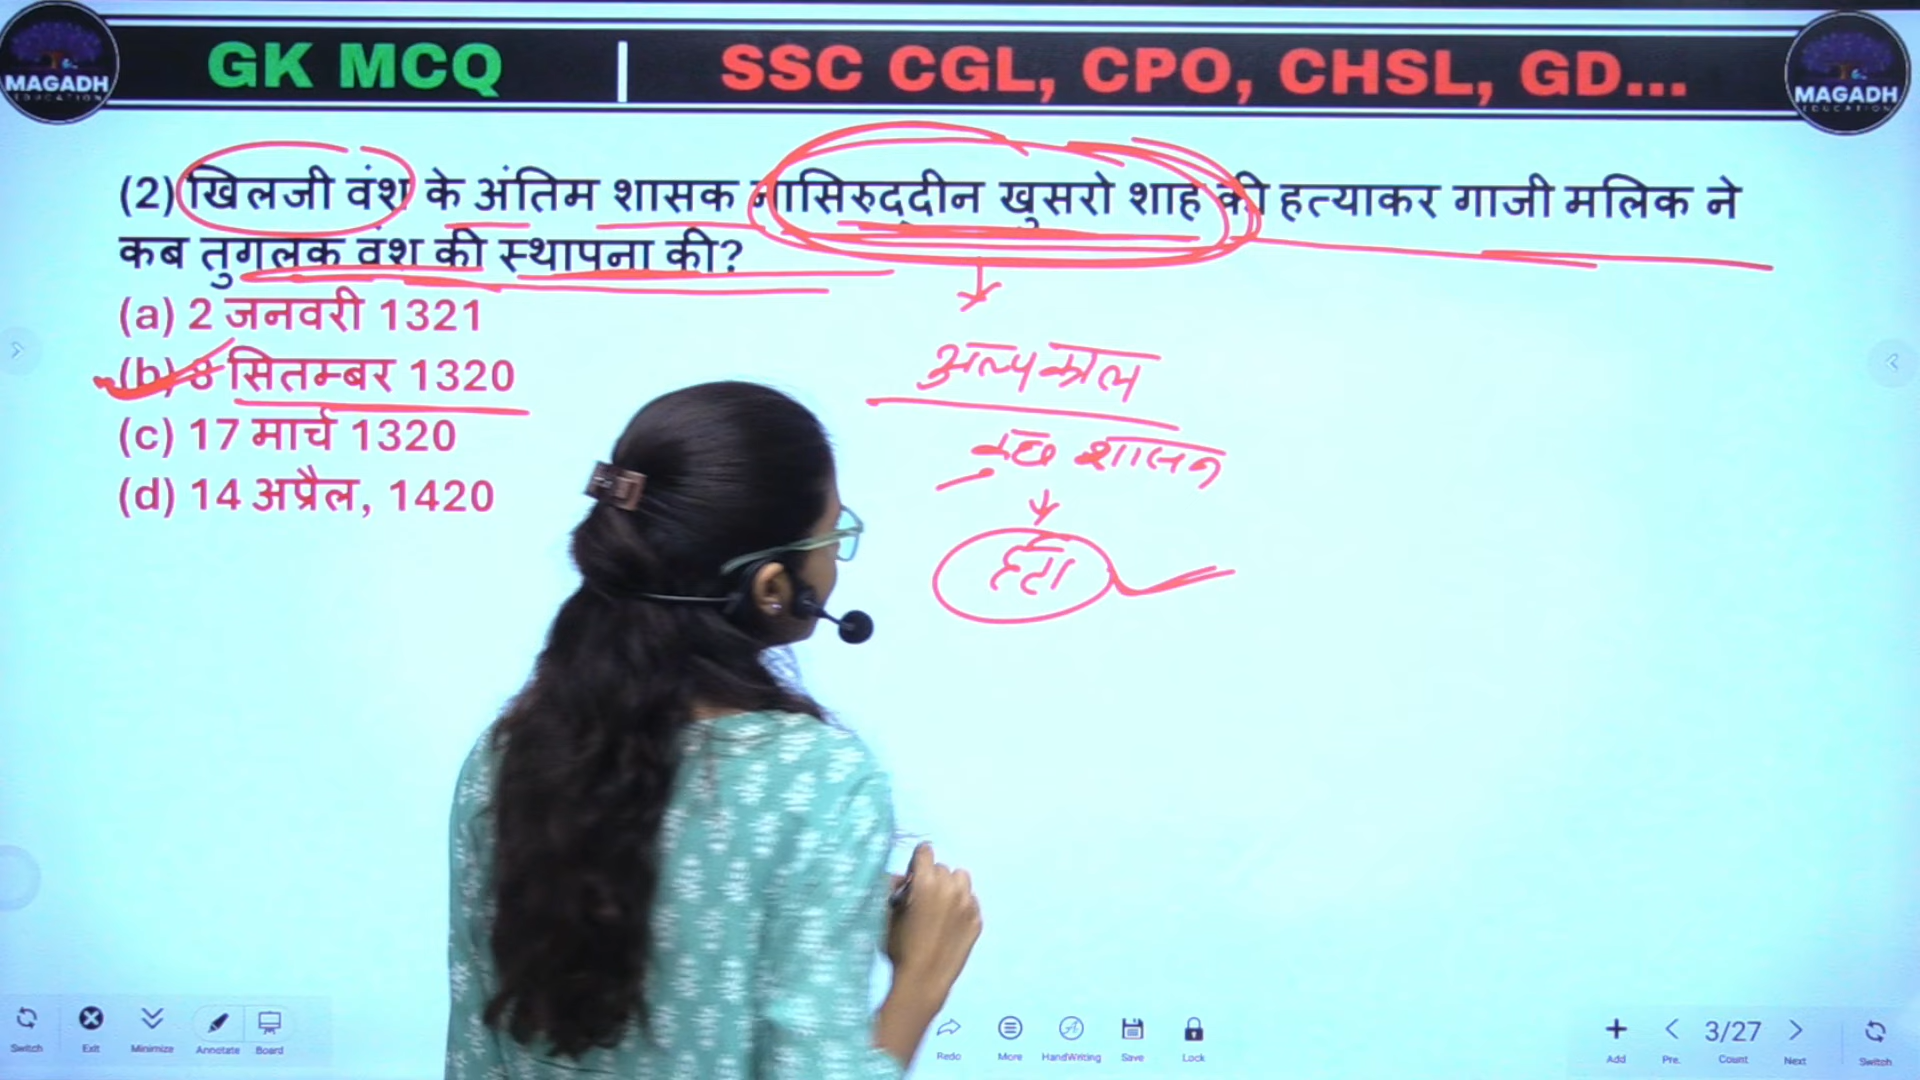 MAGADH
EDUCATION
GK MCQ | SSC CGL, CPO, CHSL, GD...
MAGADH
EDUCATION
(2) खिलजी वंश के अंतिम शासक नासिरुद्दीन खुसरो शाह की हत्याकर गाजी मलिक ने
कब तुगलक वंश की स्थापना की?
(a) 2 जनवरी 1321
(b) 8 सितम्बर 1320
(c) 17 मार्च 1320
(d) 14 अप्रैल, 1420
अल्पकाल
कुछ शासन
Switch Exit Minimize Annotate Board Redo More HandWriting Save Lock Add Pre. 3/27 Count Next Switch